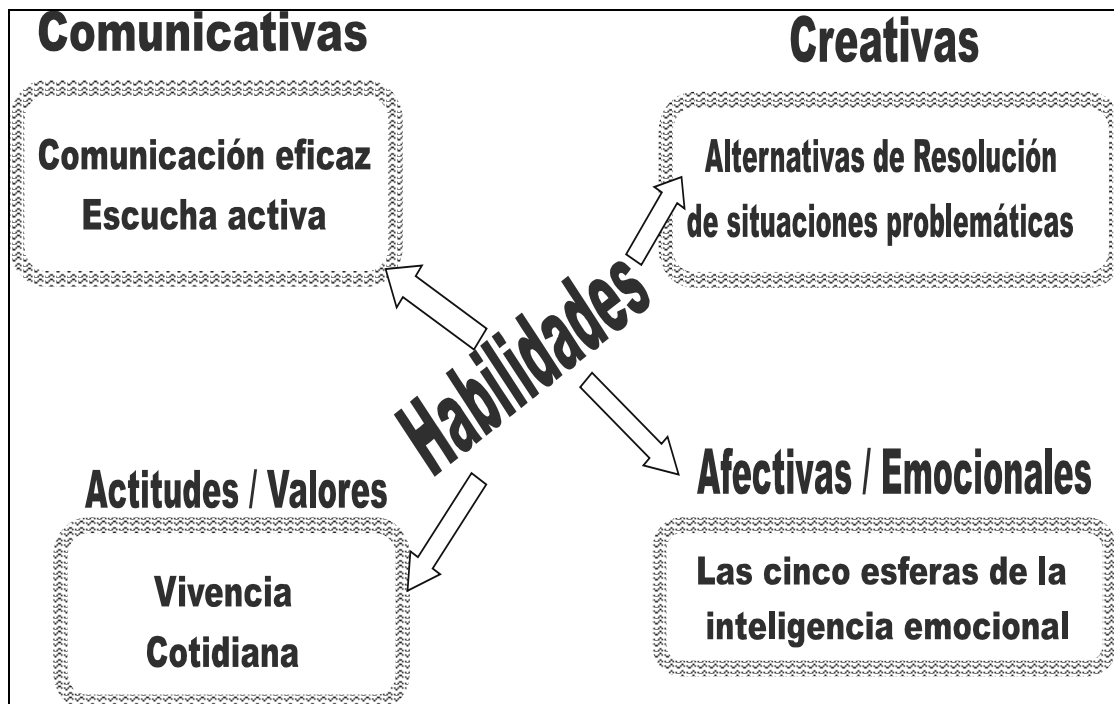 Comunicativas
Comunicación eficaz
Escucha activa
Creativas
Alternativas de Resolución
de situaciones problemáticas
Habilidades
Actitudes / Valores
Vivencia
Cotidiana
Afectivas / Emocionales
Las cinco esferas de la
inteligencia emocional